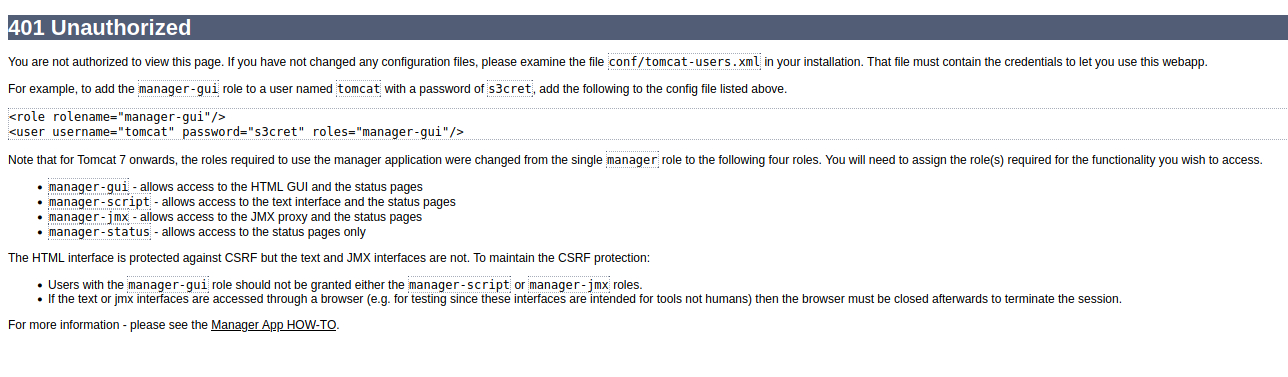 401 Unauthorized
You are not authorized to view this page. If you have not changed any configuration files, please examine the file conf/tomcat-users.xml in your installation. That file must contain the credentials to let you use this webapp.
For example, to add the manager-gui role to a user named tomcat with a password of s3cret, add the following to the config file listed above.
<role rolename="manager-gui"/>
<user username="tomcat" password="s3cret" roles="manager-gui"/>
Note that for Tomcat 7 onwards, the roles required to use the manager application were changed from the single manager role to the following four roles. You will need to assign the role(s) required for the functionality you wish to access.
• manager-gui - allows access to the HTML GUI and the status pages
• manager-script - allows access to the text interface and the status pages
• manager-jmx - allows access to the JMX proxy and the status pages
• manager-status - allows access to the status pages only
The HTML interface is protected against CSRF but the text and JMX interfaces are not. To maintain the CSRF protection:
• Users with the manager-gui role should not be granted either the manager-script or manager-jmx roles.
• If the text or jmx interfaces are accessed through a browser (e.g. for testing since these interfaces are intended for tools not humans) then the browser must be closed afterwards to terminate the session.
For more information - please see the Manager App HOW-TO.